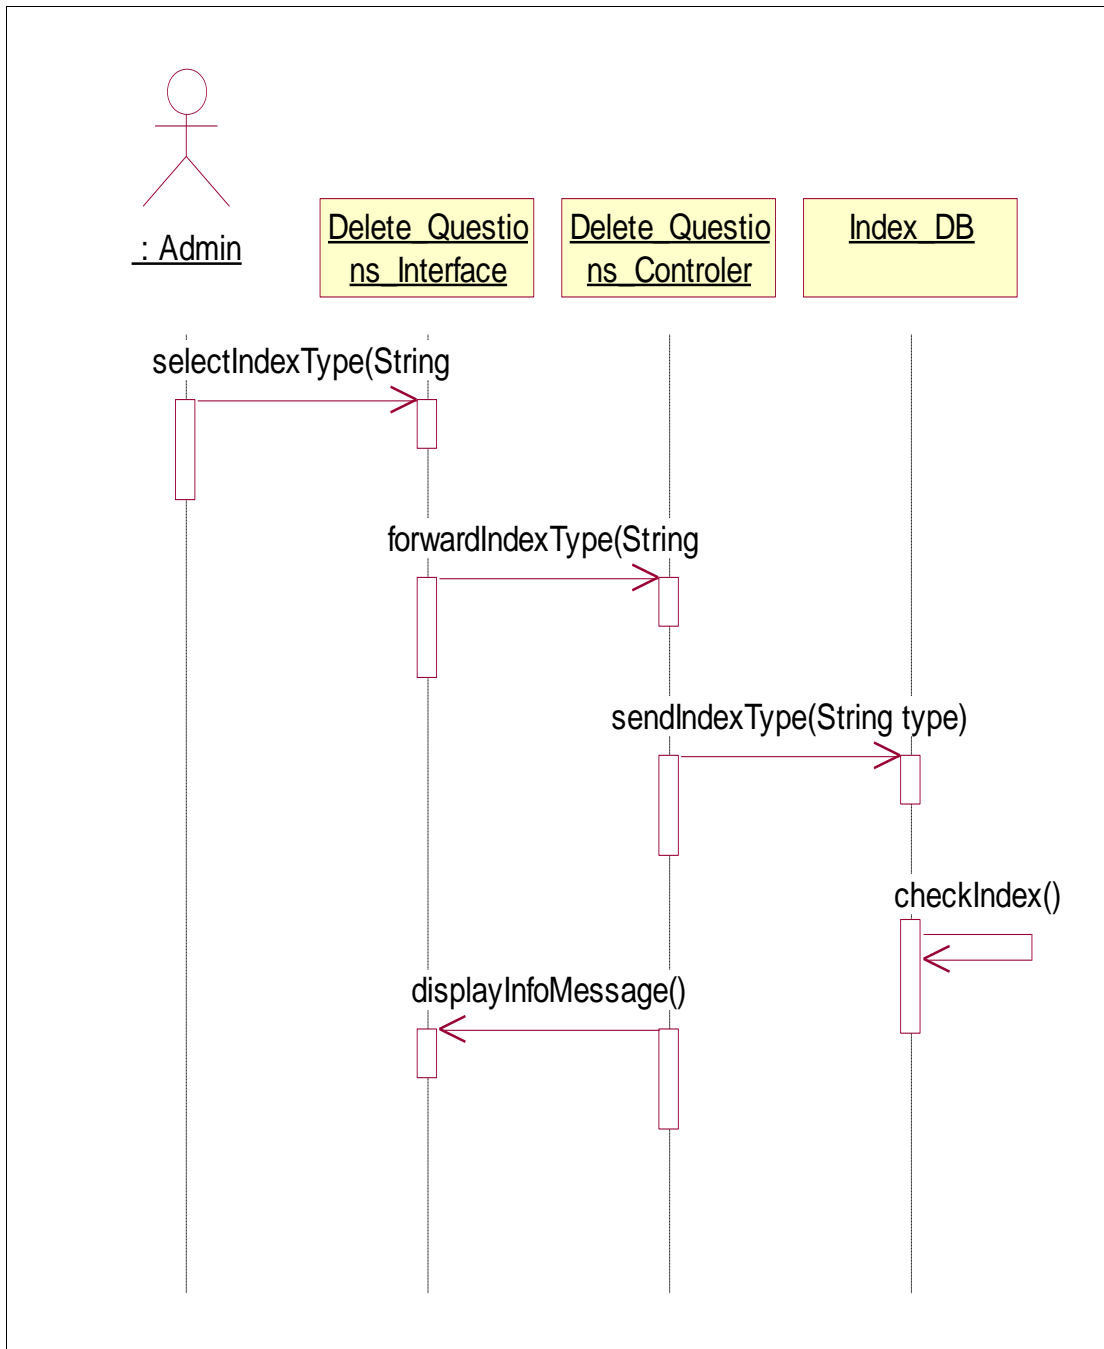 : Admin
Delete_Questio
ns_Interface
Delete_Questio
ns_Controler
Index_DB
selectIndexType(String
forwardIndexType(String
sendIndexType(String type)
checkIndex()
displayInfoMessage()